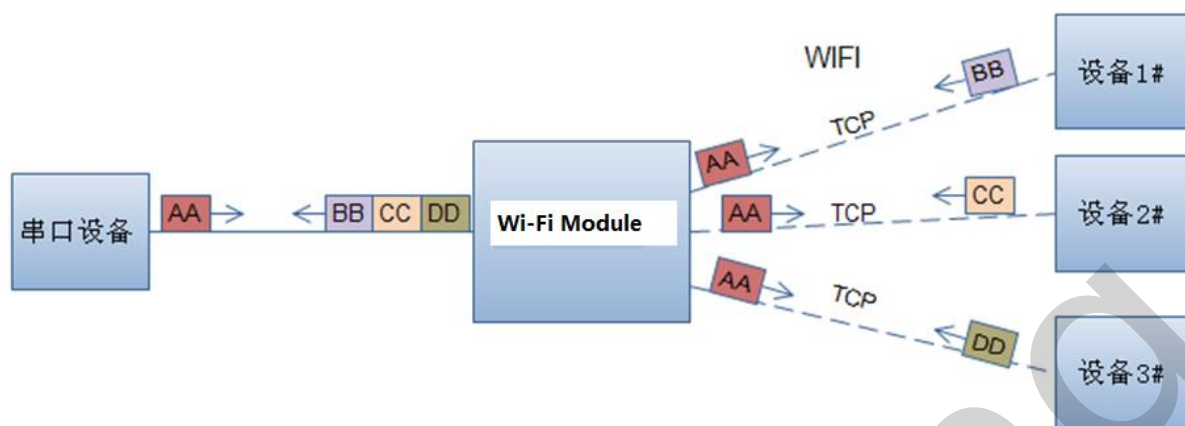 WIFI
设备1#
BB
TCP
AA
串口设备
AA
BB CC DD
Wi-Fi Module
AA
TCP
CC
设备2#
AA
TCP
DD
设备3#